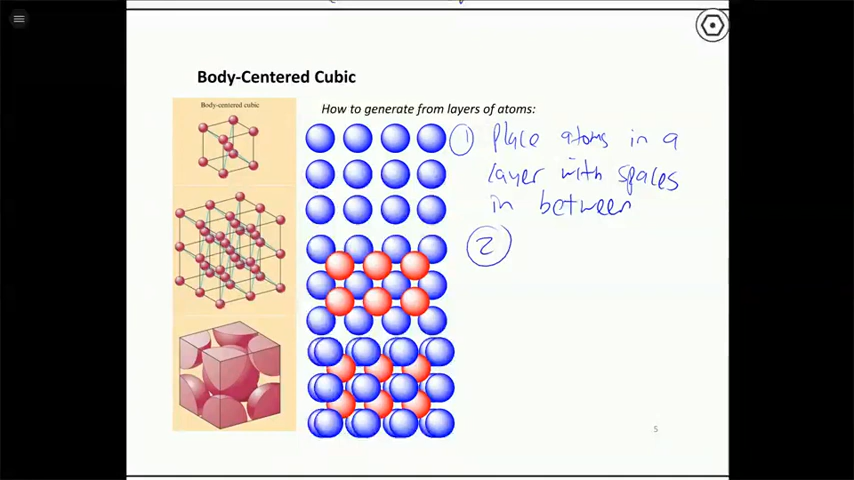 Body-Centered Cubic
Body-centered cubic
How to generate from layers of atoms:
1 Place atoms in a
layer with spaces
in between
2
5